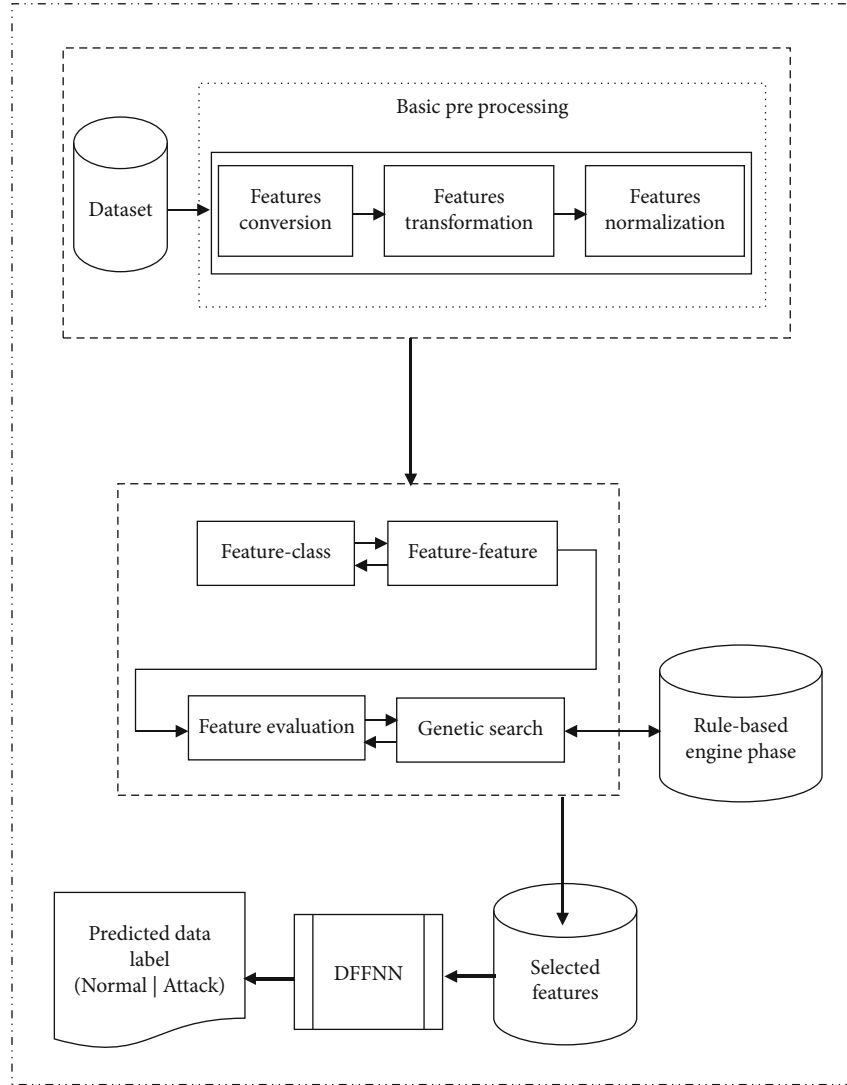 Basic pre processing
Dataset
Features
conversion
Features
transformation
Features
normalization
Feature-class
Feature-feature
Feature evaluation
Genetic search
Rule-based
engine phase
Predicted data
label
(Normal | Attack)
DFFNN
Selected
features